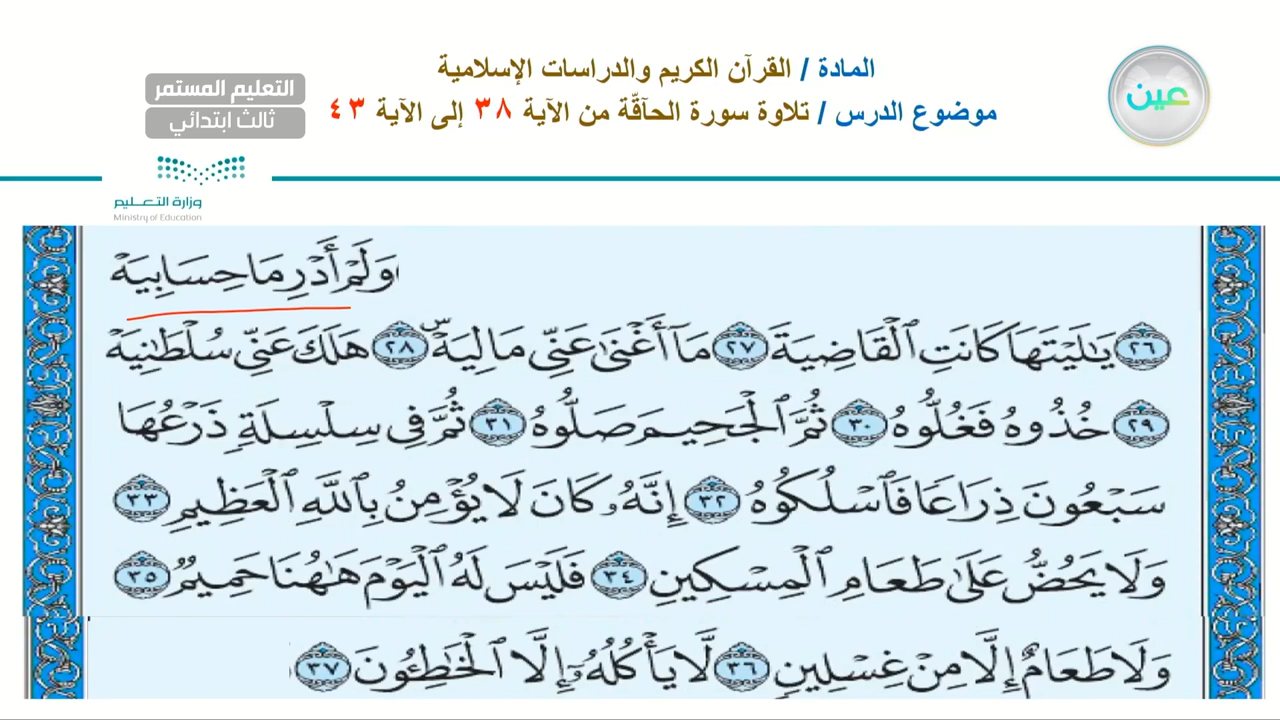 المادة / القرآن الكريم والدراسات الإسلامية
موضوع الدرس / تلاوة سورة الحآقّة من الآية ٣٨ إلى الآية ٤٣
عين
التعليم المستمر
ثالث ابتدائي
وزارة التعـــليم
Ministry of Education
وَلَمْ أَدْرِ مَا حِسَابِيَهْ
٢٦ يَٰلَيْتَهَا كَانَتِ ٱلْقَاضِيَةَ ٢٧ مَآ أَغْنَىٰ عَنِّى مَالِيَهْۜ ٢٨ هَلَكَ عَنِّى سُلْطَٰنِيَهْ
٢٩ خُذُوهُ فَغُلُّوهُ ٣٠ ثُمَّ ٱلْجَحِيمَ صَلُّوهُ ٣١ ثُمَّ فِى سِلْسِلَةٍ ذَرْعُهَا
سَبْعُونَ ذِرَاعًا فَٱسْلُكُوهُ ٣٢ إِنَّهُۥ كَانَ لَا يُؤْمِنُ بِٱللَّهِ ٱلْعَظِيمِ ٣٣
وَلَا يَحُضُّ عَلَىٰ طَعَامِ ٱلْمِسْكِينِ ٣٤ فَلَيْسَ لَهُ ٱلْيَوْمَ هَٰهُنَا حَمِيمٌ ٣٥
وَلَا طَعَامٌ إِلَّا مِنْ غِسْلِينٍ ٣٦ لَّا يَأْكُلُهُۥٓ إِلَّا ٱلْخَٰطِـُٔونَ ٣٧